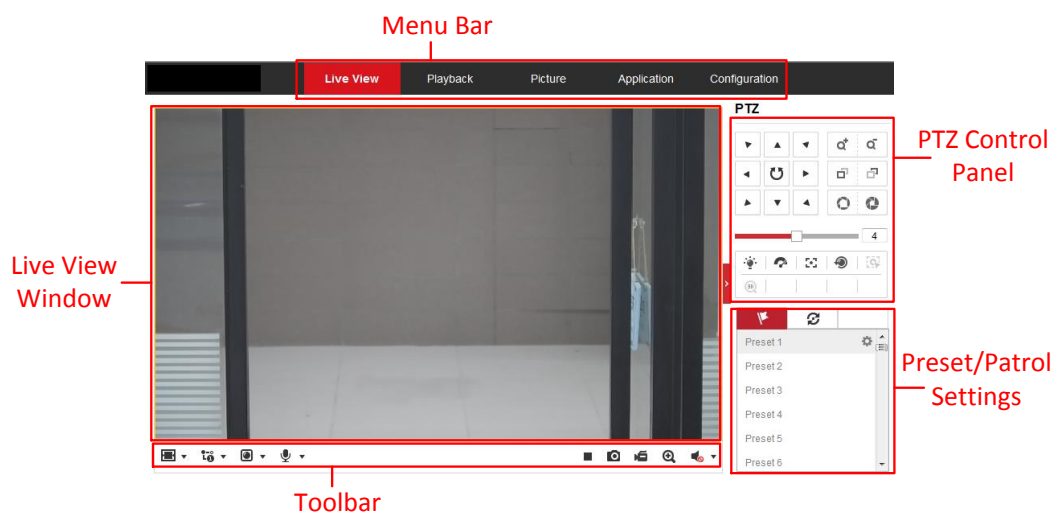 Menu Bar
Live View
Playback
Picture
Application
Configuration
PTZ
PTZ Control
Panel
4
Live View
Window
Preset 1
Preset 2
Preset 3
Preset 4
Preset 5
Preset 6
Preset/Patrol
Settings
Toolbar